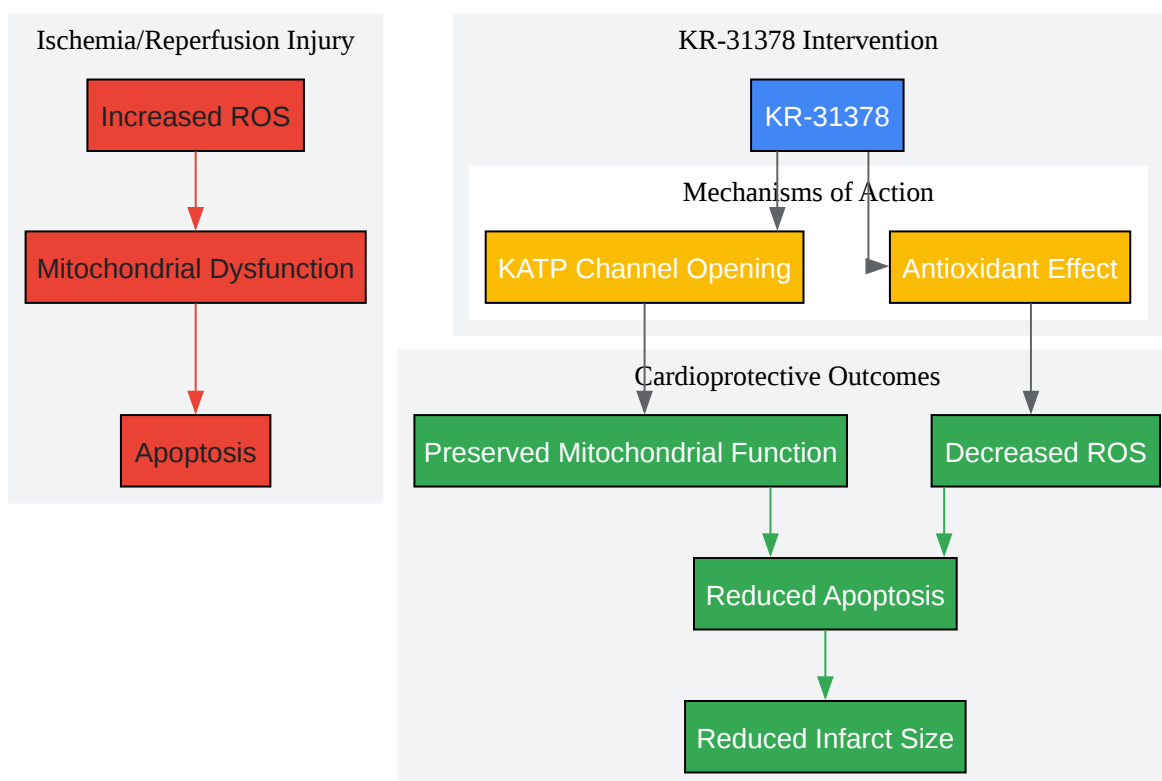 Ischemia/Reperfusion Injury
Increased ROS
Mitochondrial Dysfunction
Apoptosis
KR-31378 Intervention
KR-31378
Mechanisms of Action
KATP Channel Opening
Antioxidant Effect
Cardioprotective Outcomes
Preserved Mitochondrial Function
Decreased ROS
Reduced Apoptosis
Reduced Infarct Size